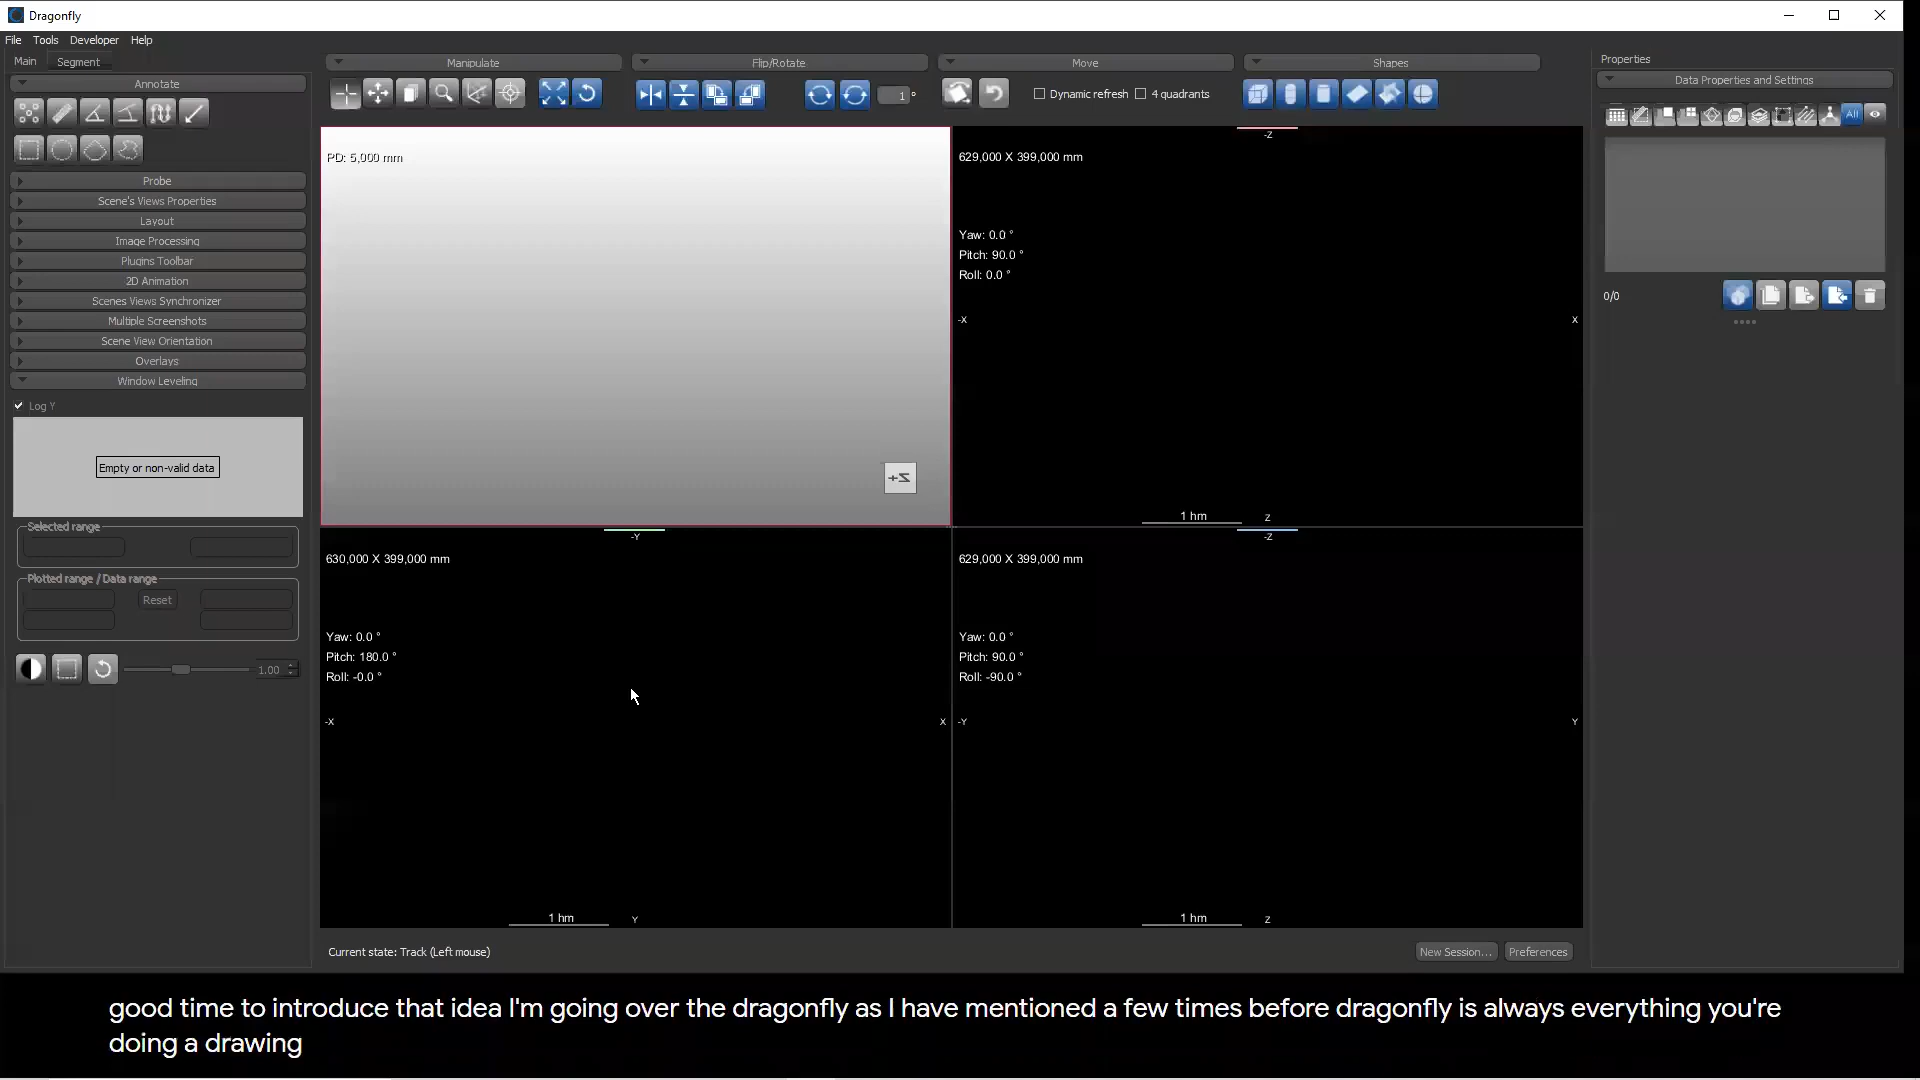 Dragonfly
File Tools Developer Help
Main Segment
Annotate
Probe
Scene's Views Properties
Layout
Image Processing
Plugins Toolbar
2D Animation
Scenes Views Synchronizer
Multiple Screenshots
Scene View Orientation
Overlays
Window Leveling
Log Y
Empty or non-valid data
Selected range
Plotted range / Data range
Reset
1.00
Manipulate
Flip/Rotate
Move
Shapes
1 °
Dynamic refresh 4 quadrants
PD: 5,000 mm
+Z
-Z
629,000 X 399,000 mm
Yaw: 0.0 °
Pitch: 90.0 °
Roll: 0.0 °
-X X
1 hm Z
-Y
630,000 X 399,000 mm
Yaw: 0.0 °
Pitch: 180.0 °
Roll: -0.0 °
-X X
1 hm Y
-Z
629,000 X 399,000 mm
Yaw: 0.0 °
Pitch: 90.0 °
Roll: -90.0 °
-Y Y
1 hm Z
Current state: Track (Left mouse)
New Session... Preferences
Properties
Data Properties and Settings
All
0/0
good time to introduce that idea I'm going over the dragonfly as I have mentioned a few times before dragonfly is always everything you're
doing a drawing